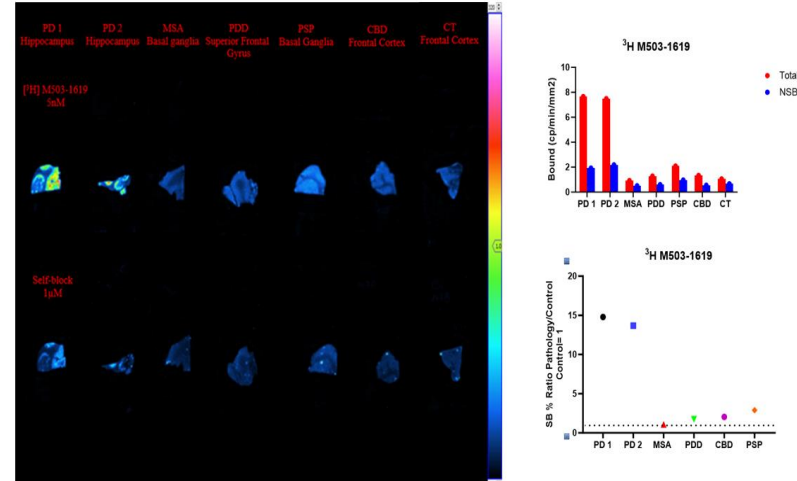 PD 1 PD 2 MSA PDD PSP CBD CT
Hippocampus Hippocampus Basal ganglia Superior Frontal Basal Ganglia Frontal Cortex Frontal Cortex
Gyrus
[³H] M503-1619
5nM
Self-block
1µM
³H M503-1619
Bound (cp/min/mm2)
10
8
6
4
2
0
PD 1 PD 2 MSA PDD PSP CBD CT
Tota
NSB
³H M503-1619
SB % Ratio Pathology/Control
Control= 1
20
15
10
5
0
PD 1 PD 2 MSA PDD CBD PSP